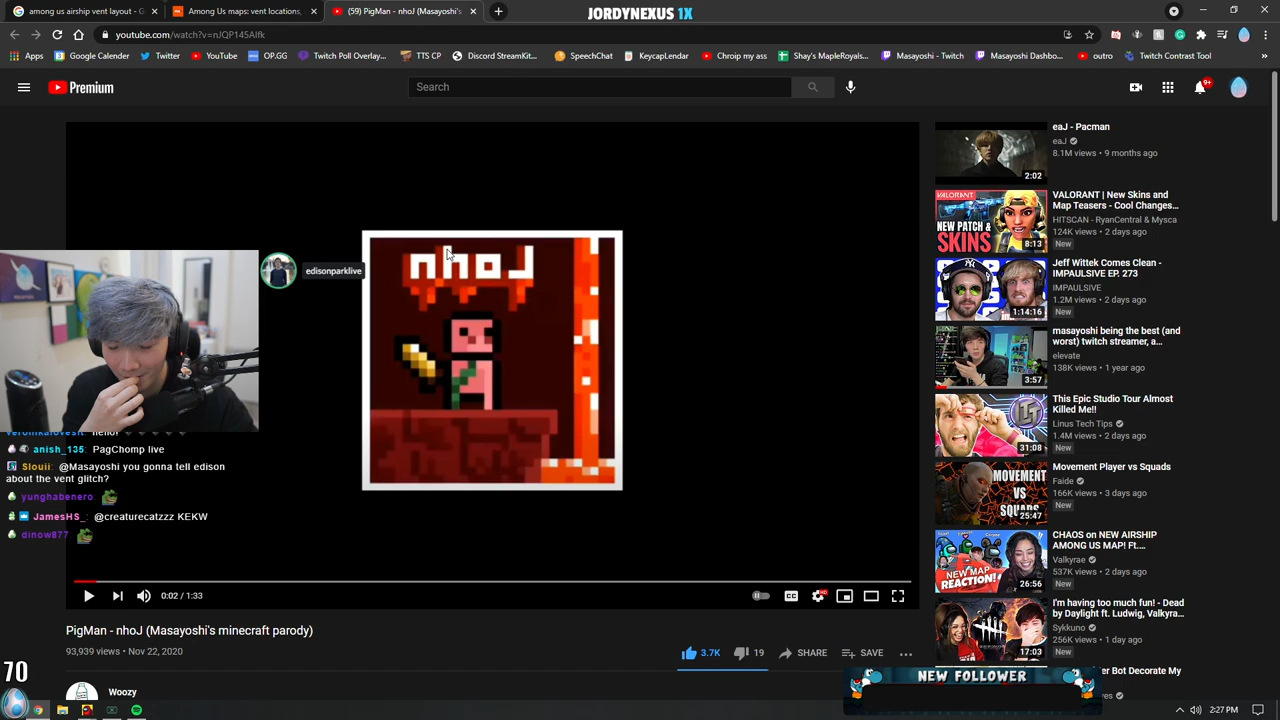 JORDYNEXUS 1X
among us airship vent layout - G
Among Us maps: vent locations,
(59) PigMan - nhoJ (Masayoshi's
youtube.com/watch?v=nJQP145AIfk
Apps
Google Calendar
Twitter
YouTube
OP.GG
Twitch Poll Overlay...
TTS CP
Discord StreamKit...
SpeechChat
KeycapLendar
Chroip my ass
Shay's MapleRoyals...
Masayoshi - Twitch
Masayoshi Dashbo...
outro
Twitch Contrast Tool
Premium
Search
9+
nhoJ
edisonparklive
anish_135: PagChomp live
Slouii: @Masayoshi you gonna tell edison
about the vent glitch?
yunghabenero
JamesHS_: @creaturecatzzz KEKW
dinow877:
0:02 / 1:33
PigMan - nhoJ (Masayoshi's minecraft parody)
93,939 views • Nov 22, 2020
3.7K
19
SHARE
SAVE
Woozy
eaJ - Pacman
eaJ
8.1M views • 9 months ago
2:02
VALORANT
NEW PATCH
& SKINS
8:13
VALORANT | New Skins and
Map Teasers - Cool Changes...
HITSCAN - RyanCentral & Mysca
124K views • 2 days ago
New
1:14:16
Jeff Wittek Comes Clean -
IMPAULSIVE EP. 273
IMPAULSIVE
1.2M views • 2 days ago
New
3:57
masayoshi being the best (and
worst) twitch streamer, a...
elevate
138K views • 1 year ago
31:08
This Epic Studio Tour Almost
Killed Me!!
Linus Tech Tips
1.4M views • 2 days ago
New
MOVEMENT
VS
SQUADS
25:47
Movement Player vs Squads
Faide
166K views • 3 days ago
New
NEW MAP
REACTION!
26:56
CHAOS on NEW AIRSHIP
AMONG US MAP! Ft....
Valkyrae
537K views • 2 days ago
New
17:03
I'm having too much fun! - Dead
by Daylight ft. Ludwig, Valkyra...
Sykkuno
256K views • 1 day ago
New
er Bot Decorate My
70
NEW FOLLOWER
2:27 PM